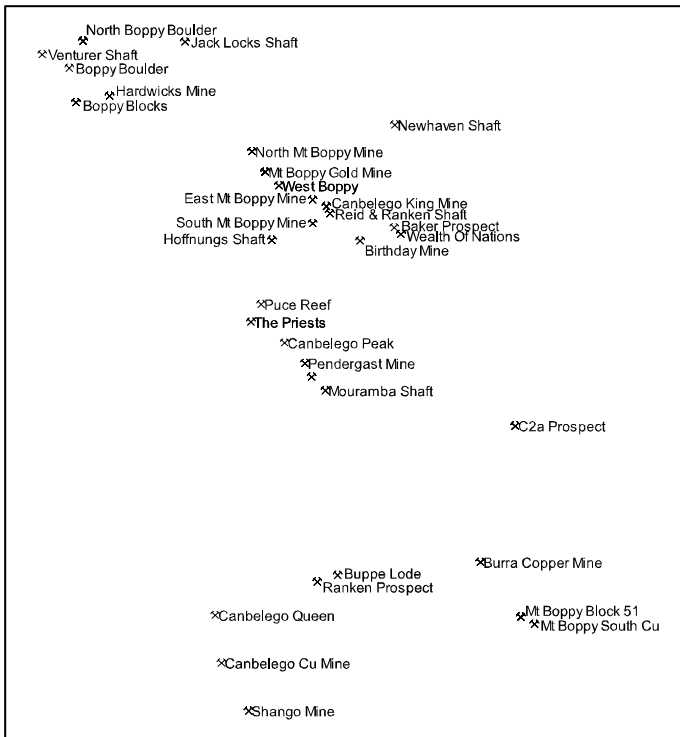 North Boppy Boulder
Jack Locks Shaft
Venturer Shaft
Boppy Boulder
Hardwicks Mine
Boppy Blocks
Newhaven Shaft
North Mt Boppy Mine
Mt Boppy Gold Mine
West Boppy
East Mt Boppy Mine
Canbelego King Mine
Reid & Ranken Shaft
South Mt Boppy Mine
Baker Prospect
Wealth Of Nations
Hoffnungs Shaft
Birthday Mine
Puce Reef
The Priests
Canbelego Peak
Pendergast Mine
Mouramba Shaft
C2a Prospect
Burra Copper Mine
Buppe Lode
Ranken Prospect
Canbelego Queen
Mt Boppy Block 51
Mt Boppy South Cu
Canbelego Cu Mine
Shango Mine